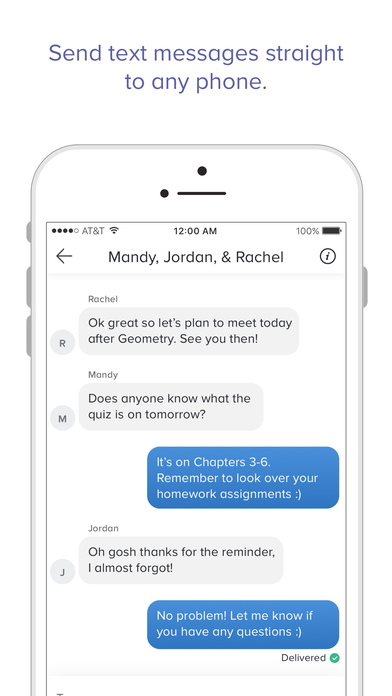 Send text messages straight
to any phone.
AT&T 12:00 AM 100%
Mandy, Jordan, & Rachel i
Rachel
Ok great so let's plan to meet today
after Geometry. See you then!
R
Mandy
Does anyone know what the
quiz is on tomorrow?
M
It's on Chapters 3-6.
Remember to look over your
homework assignments :)
Jordan
Oh gosh thanks for the reminder,
I almost forgot!
J
No problem! Let me know if
you have any questions :)
Delivered